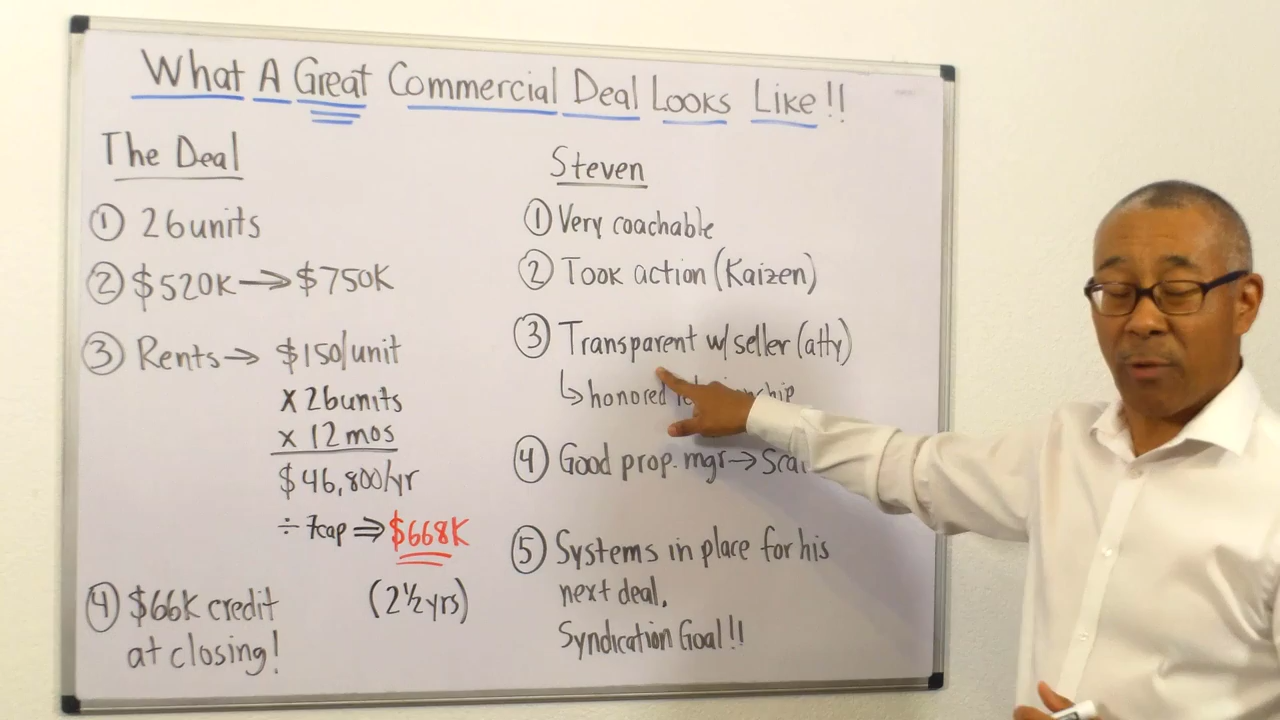 What A Great Commercial Deal Looks Like!!
The Deal
① 26units
② $520K→$750K
③ Rents→ $150/unit
x 26units
x 12 mos
$46,800/yr
÷ 7cap ⇒ $668K
(2½yrs)
④ $66K credit
at closing!
Steven
① Very coachable
② Took action (Kaizen)
③ Transparent w/ seller (atty)
↳ honored
④ Good prop. mgr→
⑤ Systems in place for his
next deal.
Syndication Goal!!